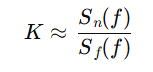 K ≈ Sₙ(f) / S_f(f)